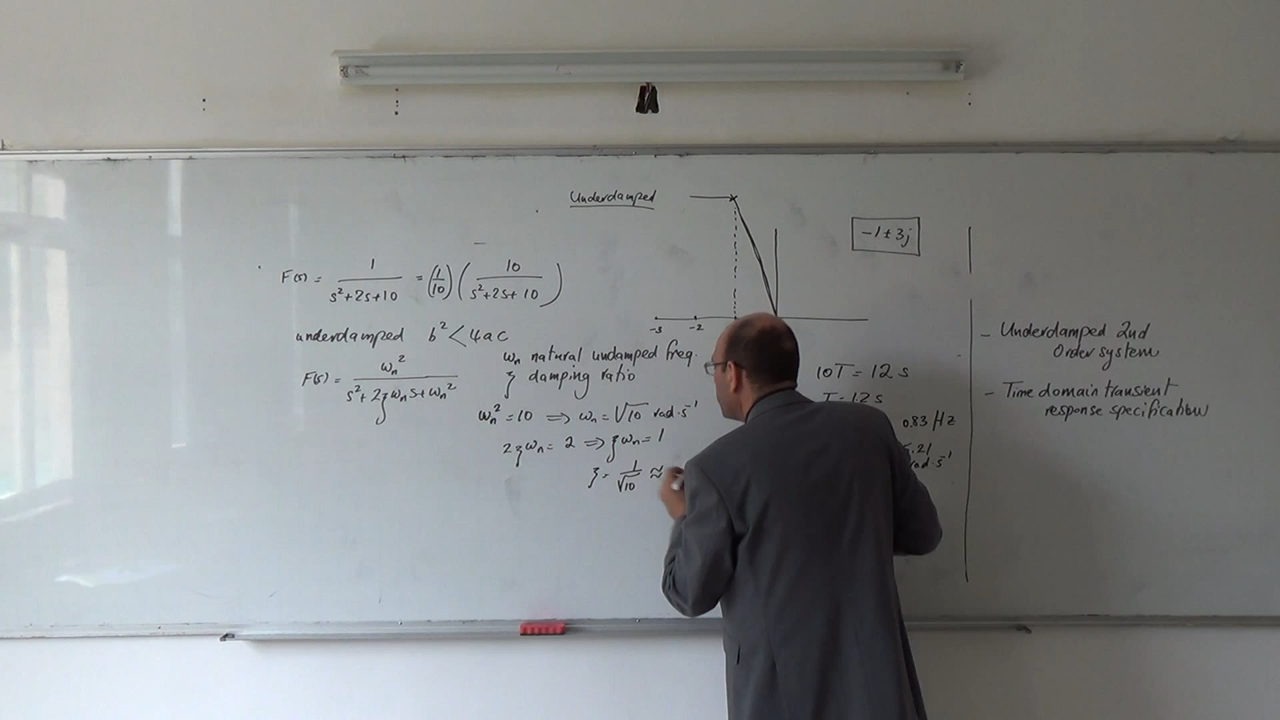 Underdamped
-1 ± 3j
F(s) = 1 / (s²+2s+10) = (1/10) (10 / (s²+2s+10))
underdamped b² < 4ac
F(s) = ωn² / (s²+2ζωns+ωn²)
ωn natural undamped freq.
ζ damping ratio
ωn² = 10 ⟹ ωn = √10 rad·s⁻¹
2ζωn = 2 ⟹ ζωn = 1
ζ = 1/√10 ≈
-3 -2
10T = 12 s
T = 1.2 s
0.83 Hz
rad·s⁻¹
- Underdamped 2nd
Order system
- Time domain transient
response specification